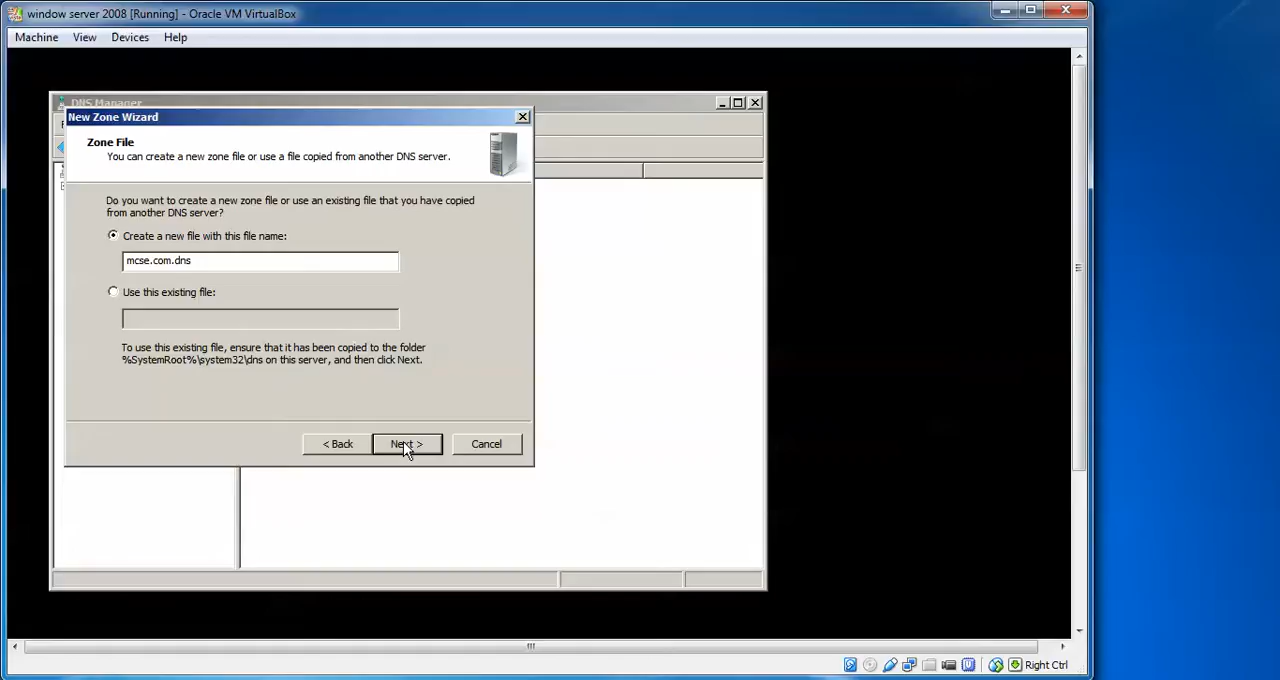 window server 2008 [Running] - Oracle VM VirtualBox
Machine View Devices Help
DNS Manager
New Zone Wizard
Zone File
You can create a new zone file or use a file copied from another DNS server.
Do you want to create a new zone file or use an existing file that you have copied
from another DNS server?
Create a new file with this file name:
mcse.com.dns
Use this existing file:
To use this existing file, ensure that it has been copied to the folder
%SystemRoot%\system32\dns on this server, and then click Next.
< Back Next > Cancel
Right Ctrl